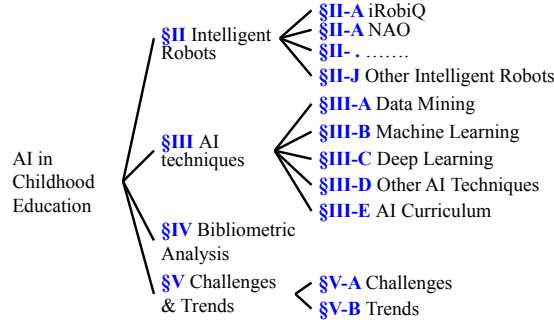 AI in
Childhood
Education
§II Intelligent
Robots
§II-A iRobiQ
§II-A NAO
§II- . …….
§II-J Other Intelligent Robots
§III AI
techniques
§III-A Data Mining
§III-B Machine Learning
§III-C Deep Learning
§III-D Other AI Techniques
§III-E AI Curriculum
§IV Bibliometric
Analysis
§V Challenges
& Trends
§V-A Challenges
§V-B Trends